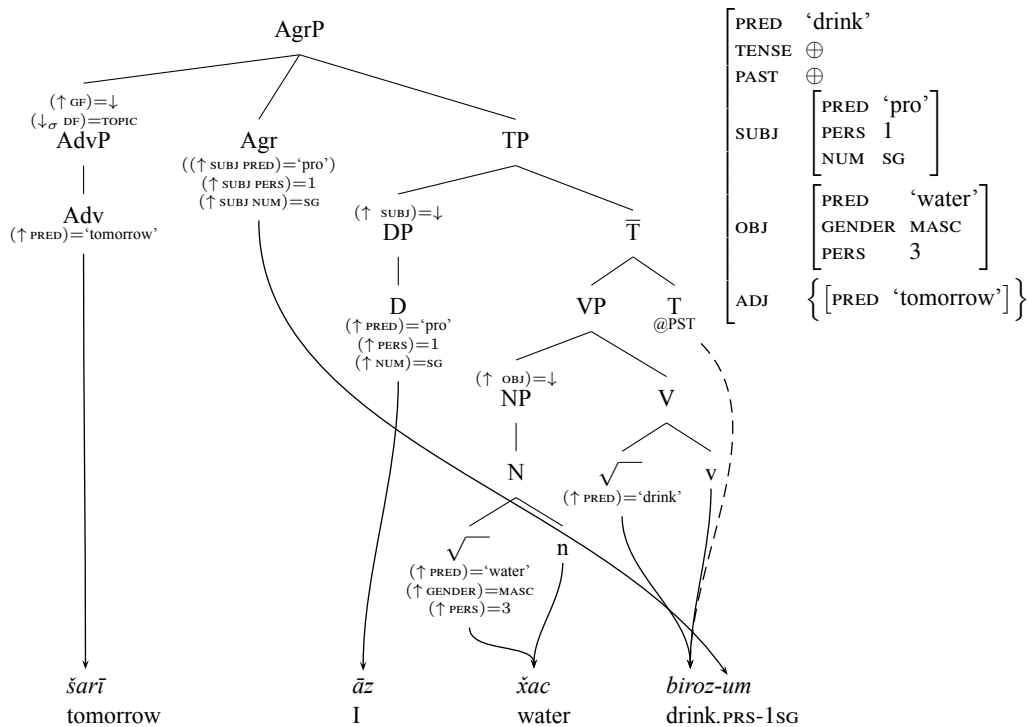 AgrP
(↑ GF)=↓
(↓σ DF)=TOPIC
AdvP
Adv
(↑ PRED)=‘tomorrow’
Agr
((↑ SUBJ PRED)=‘pro’)
(↑ SUBJ PERS)=1
(↑ SUBJ NUM)=SG
TP
(↑ SUBJ)=↓
DP
D
(↑ PRED)=‘pro’
(↑ PERS)=1
(↑ NUM)=SG
T̅
VP
T
@PST
(↑ OBJ)=↓
NP
N
√
(↑ PRED)=‘water’
(↑ GENDER)=MASC
(↑ PERS)=3
n
V
√
(↑ PRED)=‘drink’
v
šarī āz x̌ac biroz-um
tomorrow I water drink.PRS-1SG
PRED ‘drink’
TENSE ⊕
PAST ⊕
SUBJ [PRED ‘pro’
PERS 1
NUM SG]
OBJ [PRED ‘water’
GENDER MASC
PERS 3]
ADJ {[PRED ‘tomorrow’]}